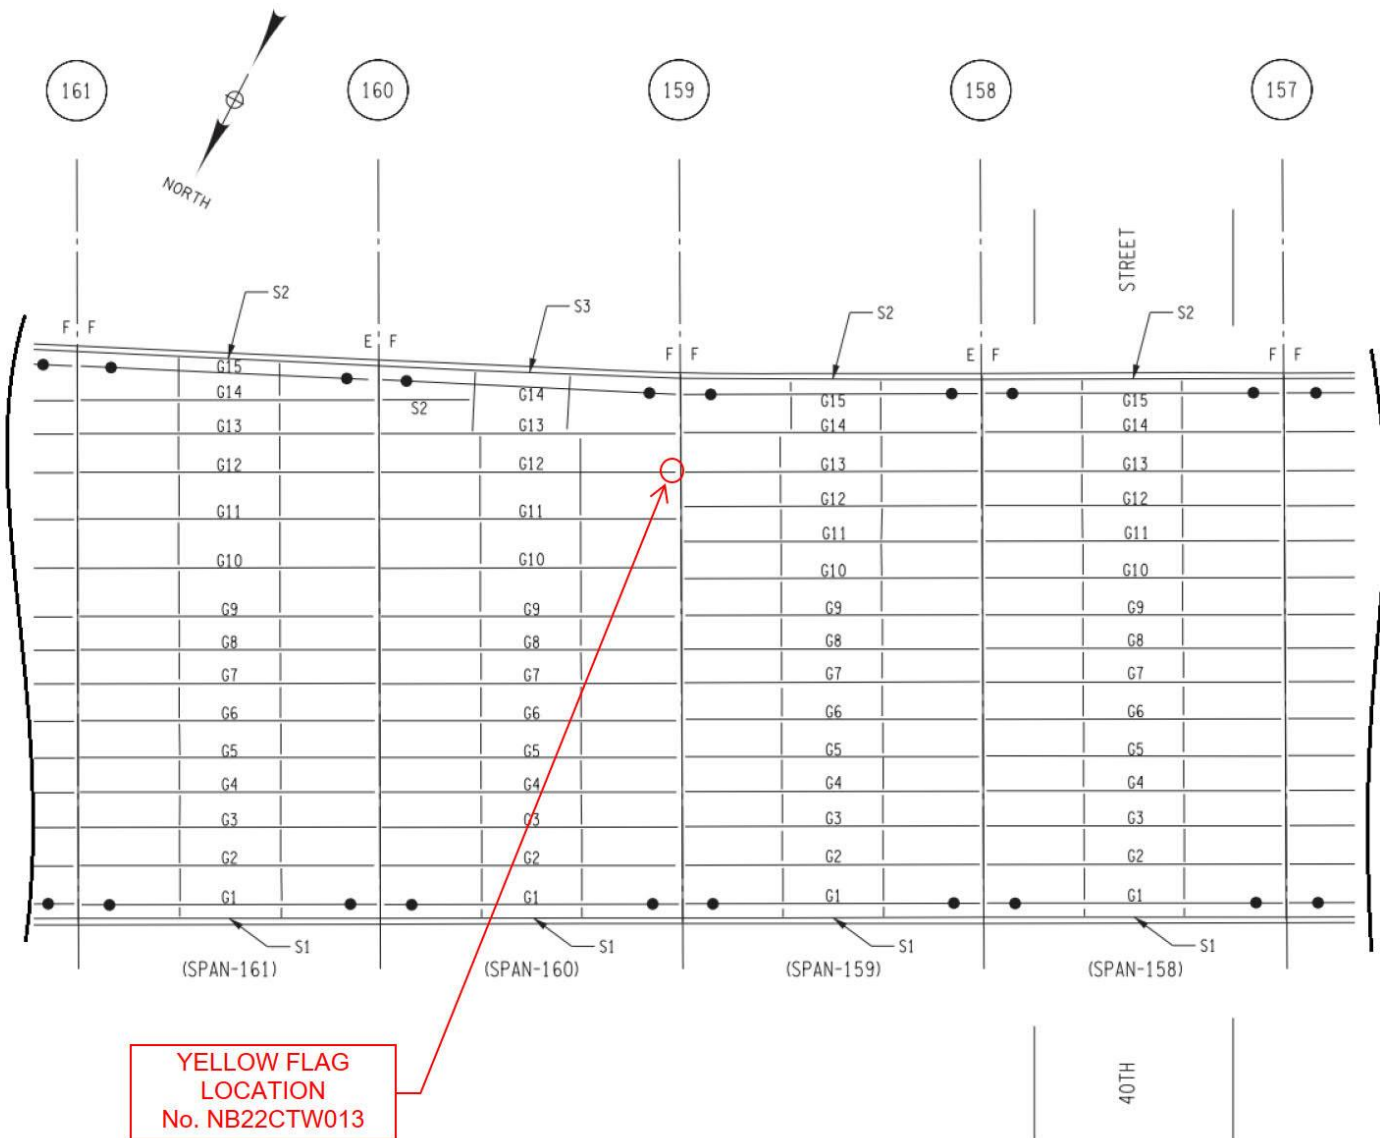 161
160
159
158
157
NORTH
STREET
S2
S3
S2
S2
F F
E F
F F
E F
F F
G15
G14
G13
G12
G11
G10
G9
G8
G7
G6
G5
G4
G3
G2
G1
S1
(SPAN-161)
S2
G14
G13
G12
G11
G10
G9
G8
G7
G6
G5
G4
G3
G2
G1
S1
(SPAN-160)
G15
G14
G13
G12
G11
G10
G9
G8
G7
G6
G5
G4
G3
G2
G1
S1
(SPAN-159)
G15
G14
G13
G12
G11
G10
G9
G8
G7
G6
G5
G4
G3
G2
G1
S1
(SPAN-158)
YELLOW FLAG
LOCATION
No. NB22CTW013
40TH